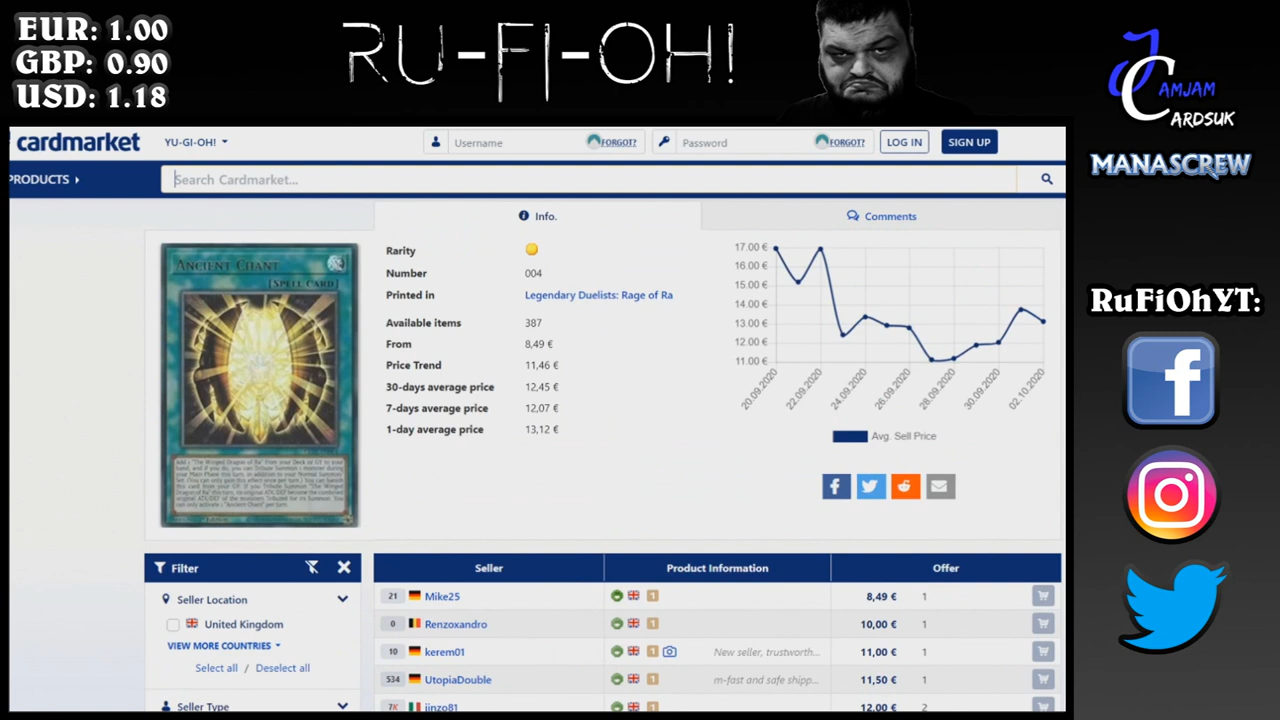 EUR: 1.00
GBP: 0.90
USD: 1.18
RU-FI-OH!
JAMJAM
CARDSUK
MANASCREW
RuFiOhYT:
cardmarket
YU-GI-OH!
Username
FORGOT?
Password
FORGOT?
LOG IN
SIGN UP
PRODUCTS
Search Cardmarket...
Info.
Comments
ANCIENT CHANT
[SPELL CARD]
Rarity
Number 004
Printed in Legendary Duelists: Rage of Ra
Available items 387
From 8,49 €
Price Trend 11,46 €
30-days average price 12,45 €
7-days average price 12,07 €
1-day average price 13,12 €
17.00 €
16.00 €
15.00 €
14.00 €
13.00 €
12.00 €
11.00 €
20.09.2020
22.09.2020
24.09.2020
26.09.2020
28.09.2020
30.09.2020
02.10.2020
Avg. Sell Price
Filter
Seller Location
United Kingdom
VIEW MORE COUNTRIES
Select all / Deselect all
Seller Type
Seller Product Information Offer
21 Mike25 1 8,49 € 1
0 Renzoxandro 1 10,00 € 1
10 kerem01 1 New seller, trustworth... 11,00 € 1
534 UtopiaDouble 1 m-fast and safe shipp... 11,50 € 1
7K jinzo81 1 12,00 € 2